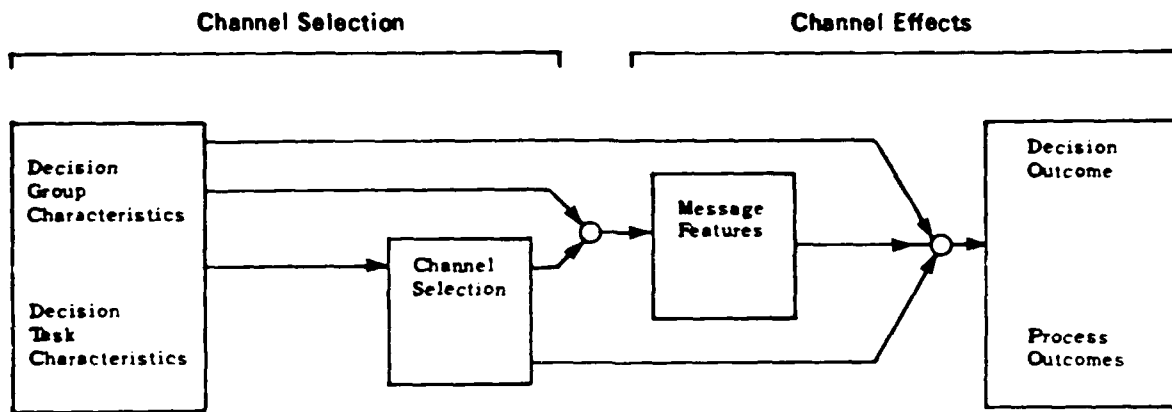 Channel Selection
Channel Effects
Decision
Group
Characteristics
Decision
Task
Characteristics
Channel
Selection
Message
Features
Decision
Outcome
Process
Outcomes